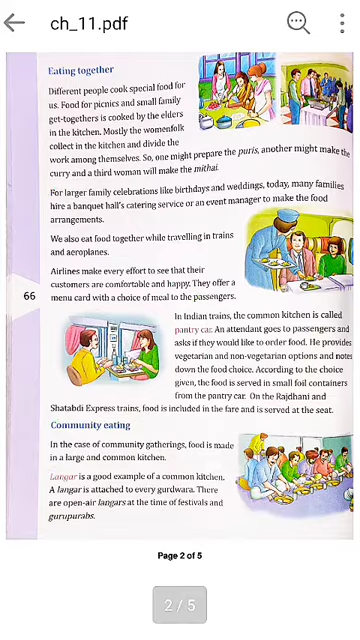 ch_11.pdf
Eating together
Different people cook special food for
us. Food for picnics and small family
get-togethers is cooked by the elders
in the kitchen. Mostly the womenfolk
collect in the kitchen and divide the
work among themselves. So, one might prepare the puris, another might make the
curry and a third woman will make the mithai.
For larger family celebrations like birthdays and weddings, today, many families
hire a banquet hall's catering service or an event manager to make the food
arrangements.
We also eat food together while travelling in trains
and aeroplanes.
Airlines make every effort to see that their
customers are comfortable and happy. They offer a
menu card with a choice of meal to the passengers.
66
In Indian trains, the common kitchen is called
pantry car. An attendant goes to passengers and
asks if they would like to order food. He provides
vegetarian and non-vegetarian options and notes
down the food choice. According to the choice
given, the food is served in small foil containers
from the pantry car. On the Rajdhani and
Shatabdi Express trains, food is included in the fare and is served at the seat.
Community eating
In the case of community gatherings, food is made
in a large and common kitchen.
Langar is a good example of a common kitchen.
A langar is attached to every gurdwara. There
are open-air langars at the time of festivals and
gurupurabs.
Page 2 of 5
2 / 5